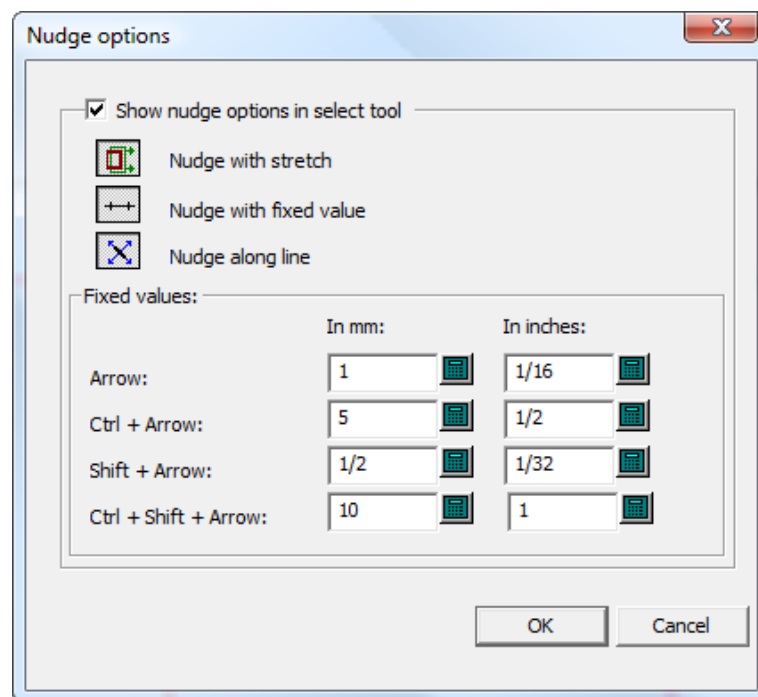 Nudge options
Show nudge options in select tool
Nudge with stretch
Nudge with fixed value
Nudge along line
Fixed values:
In mm: In inches:
Arrow: 1 1/16
Ctrl + Arrow: 5 1/2
Shift + Arrow: 1/2 1/32
Ctrl + Shift + Arrow: 10 1
OK Cancel